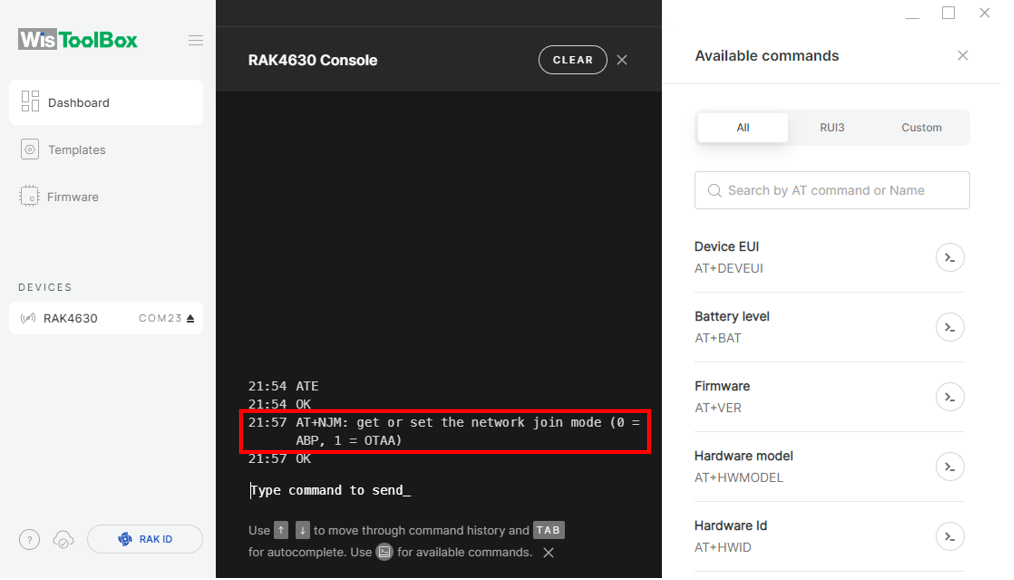 WisToolBox
Dashboard
Templates
Firmware
DEVICES
RAK4630 COM23
?
RAK ID
RAK4630 Console
CLEAR
21:54 ATE
21:54 OK
21:57 AT+NJM: get or set the network join mode (0 =
ABP, 1 = OTAA)
21:57 OK
Type command to send_
Use ↑ ↓ to move through command history and TAB
for autocomplete. Use for available commands.
Available commands
All RUI3 Custom
Search by AT command or Name
Device EUI
AT+DEVEUI
Battery level
AT+BAT
Firmware
AT+VER
Hardware model
AT+HWMODEL
Hardware Id
AT+HWID